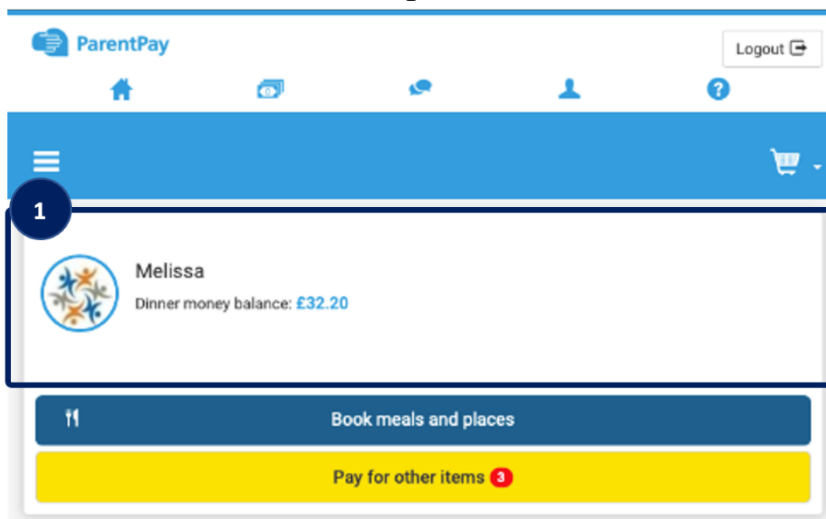 ParentPay
Logout
1
Melissa
Dinner money balance: £32.20
Book meals and places
Pay for other items 3